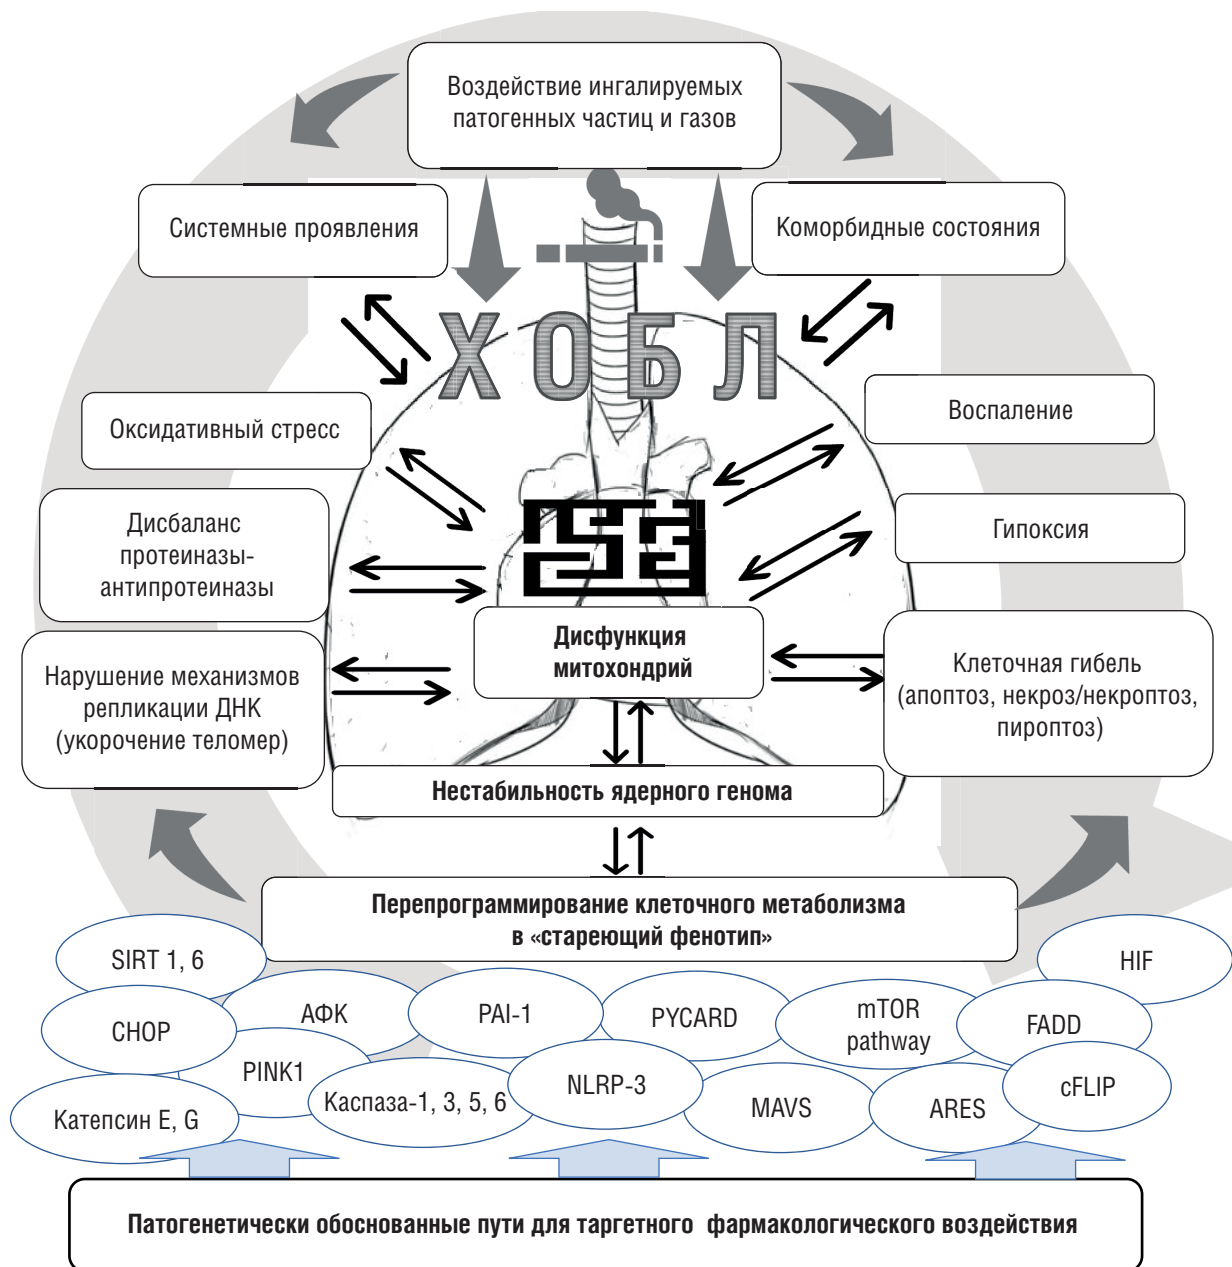 Воздействие ингалируемых
патогенных частиц и газов
Системные проявления
Коморбидные состояния
ХОБЛ
Оксидативный стресс
Воспаление
Дисбаланс
протеиназы-
антипротеиназы
Гипоксия
Дисфункция
митохондрий
Нарушение механизмов
репликации ДНК
(укорочение теломер)
Клеточная гибель
(апоптоз, некроз/некроптоз,
пироптоз)
Нестабильность ядерного генома
Перепрограммирование клеточного метаболизма
в «стареющий фенотип»
SIRT 1, 6
HIF
CHOP
АФК
PAI-1
PYCARD
mTOR
pathway
FADD
PINK1
Каспаза-1, 3, 5, 6
NLRP-3
MAVS
ARES
cFLIP
Катепсин E, G
Патогенетически обоснованные пути для таргетного фармакологического воздействия